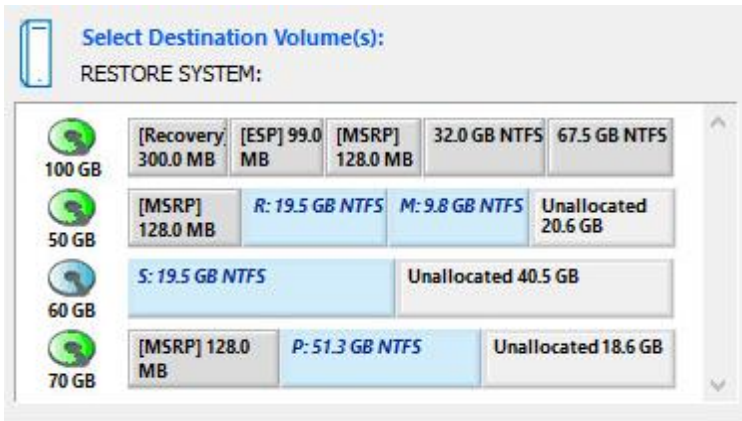 Select Destination Volume(s):
RESTORE SYSTEM:
[Recovery] [ESP] 99.0 [MSRP] 32.0 GB NTFS 67.5 GB NTFS
300.0 MB MB 128.0 MB
100 GB
[MSRP] R: 19.5 GB NTFS M: 9.8 GB NTFS Unallocated
128.0 MB 20.6 GB
50 GB
S: 19.5 GB NTFS Unallocated 40.5 GB
60 GB
[MSRP] 128.0 P: 51.3 GB NTFS Unallocated 18.6 GB
MB
70 GB